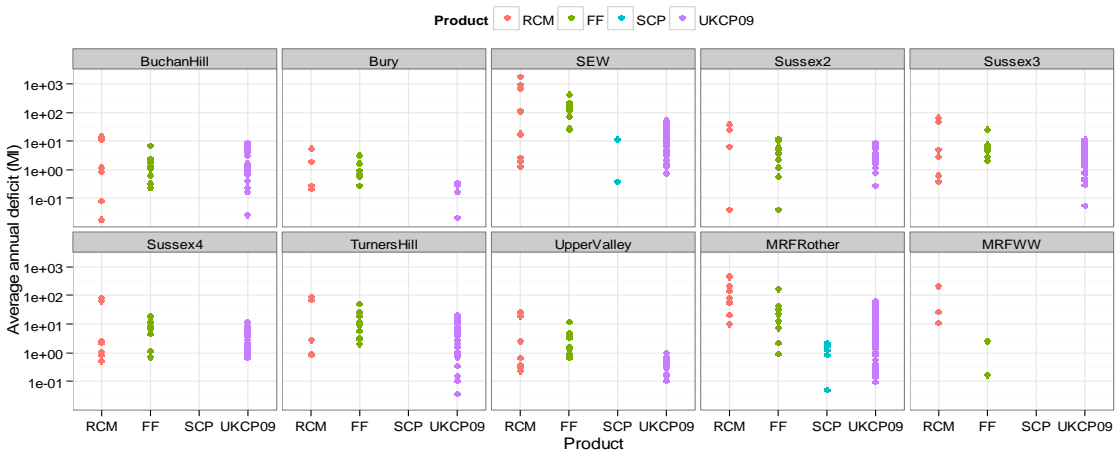 Product RCM FF SCP UKCP09
BuchanHill Bury SEW Sussex2 Sussex3
1e+03
1e+02
1e+01
1e+00
1e-01
Sussex4 TurnersHill UpperValley MRFRother MRFWW
1e+03
1e+02
1e+01
1e+00
1e-01
Average annual deficit (Ml)
RCM FF SCP UKCP09 RCM FF SCP UKCP09 RCM FF SCP UKCP09 RCM FF SCP UKCP09 RCM FF SCP UKCP09
Product